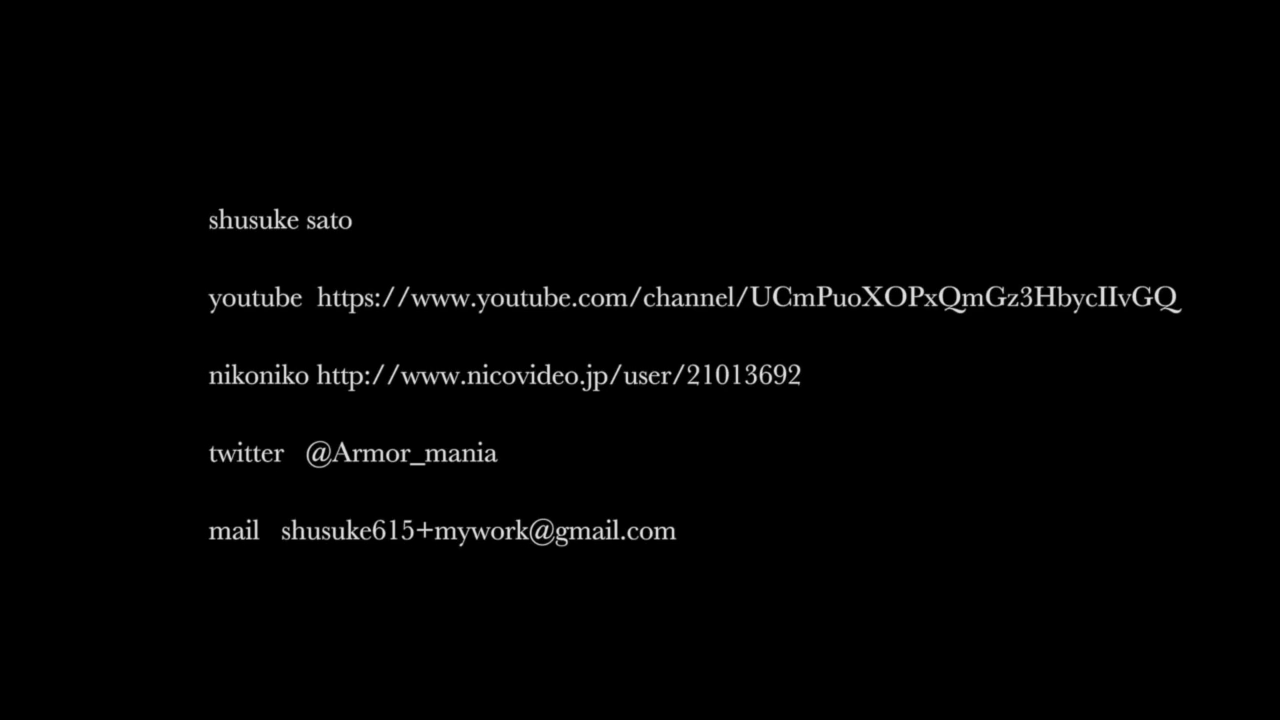 shusuke sato
youtube  https://www.youtube.com/channel/UCmPuoXOPxQmGz3HbycIIvGQ
nikoniko http://www.nicovideo.jp/user/21013692
twitter   @Armor_mania
mail   shusuke615+mywork@gmail.com